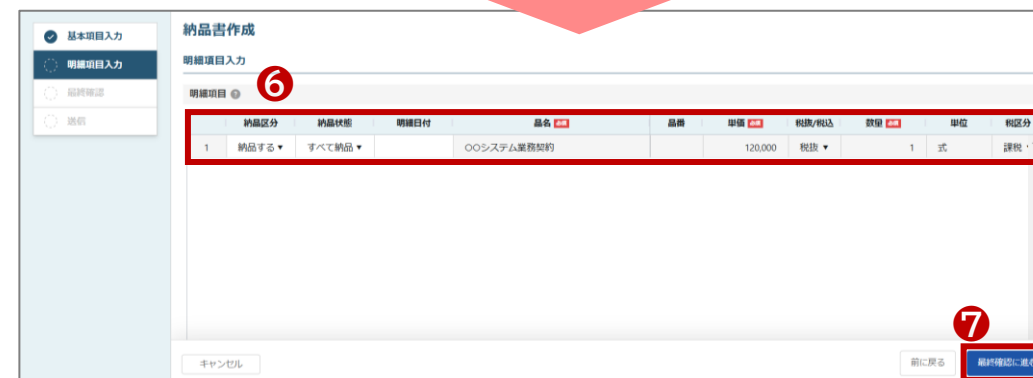 基本項目入力
明細項目入力
最終確認
送信
納品書作成
明細項目入力
明細項目 ?
6
納品区分 納品状態 明細日付 品名 必須 品番 単価 必須 税抜/税込 数量 必須 単位 税区分
1 納品する▼ すべて納品▼ 〇〇システム業務契約 120,000 税抜▼ 1 式 課税・
7
キャンセル 前に戻る 最終確認に進